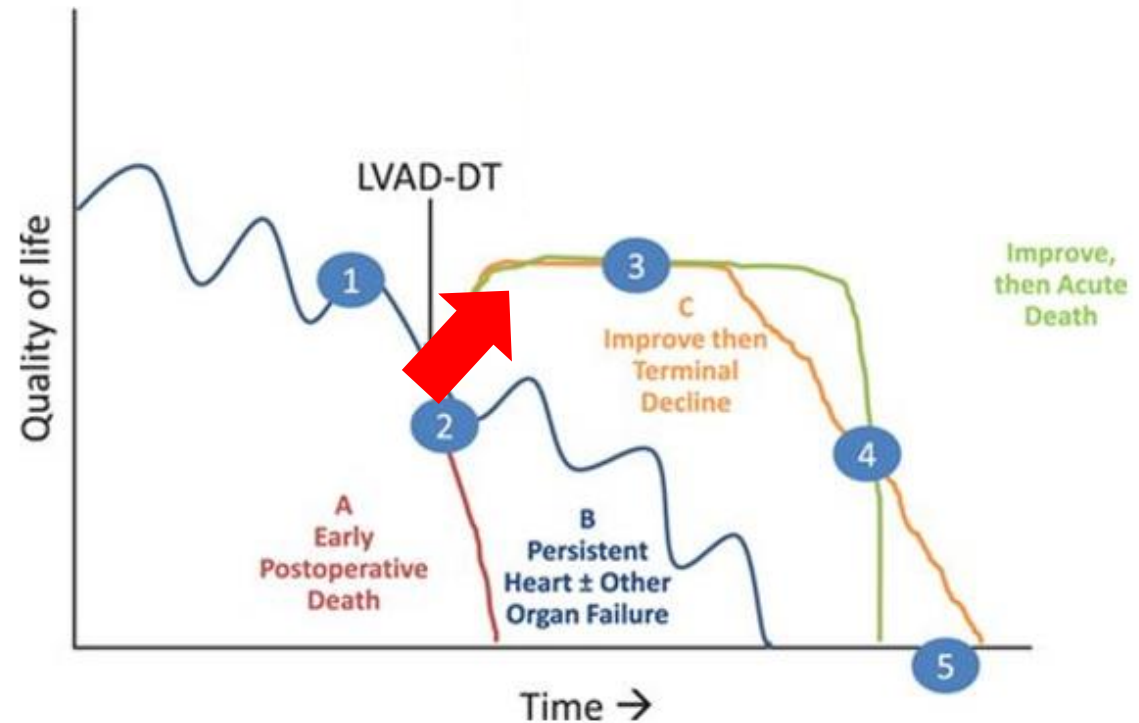 LVAD-DT
Quality of life
1
2
3
4
5
A
Early
Postoperative
Death
B
Persistent
Heart ± Other
Organ Failure
C
Improve then
Terminal
Decline
Improve,
then Acute
Death
Time →